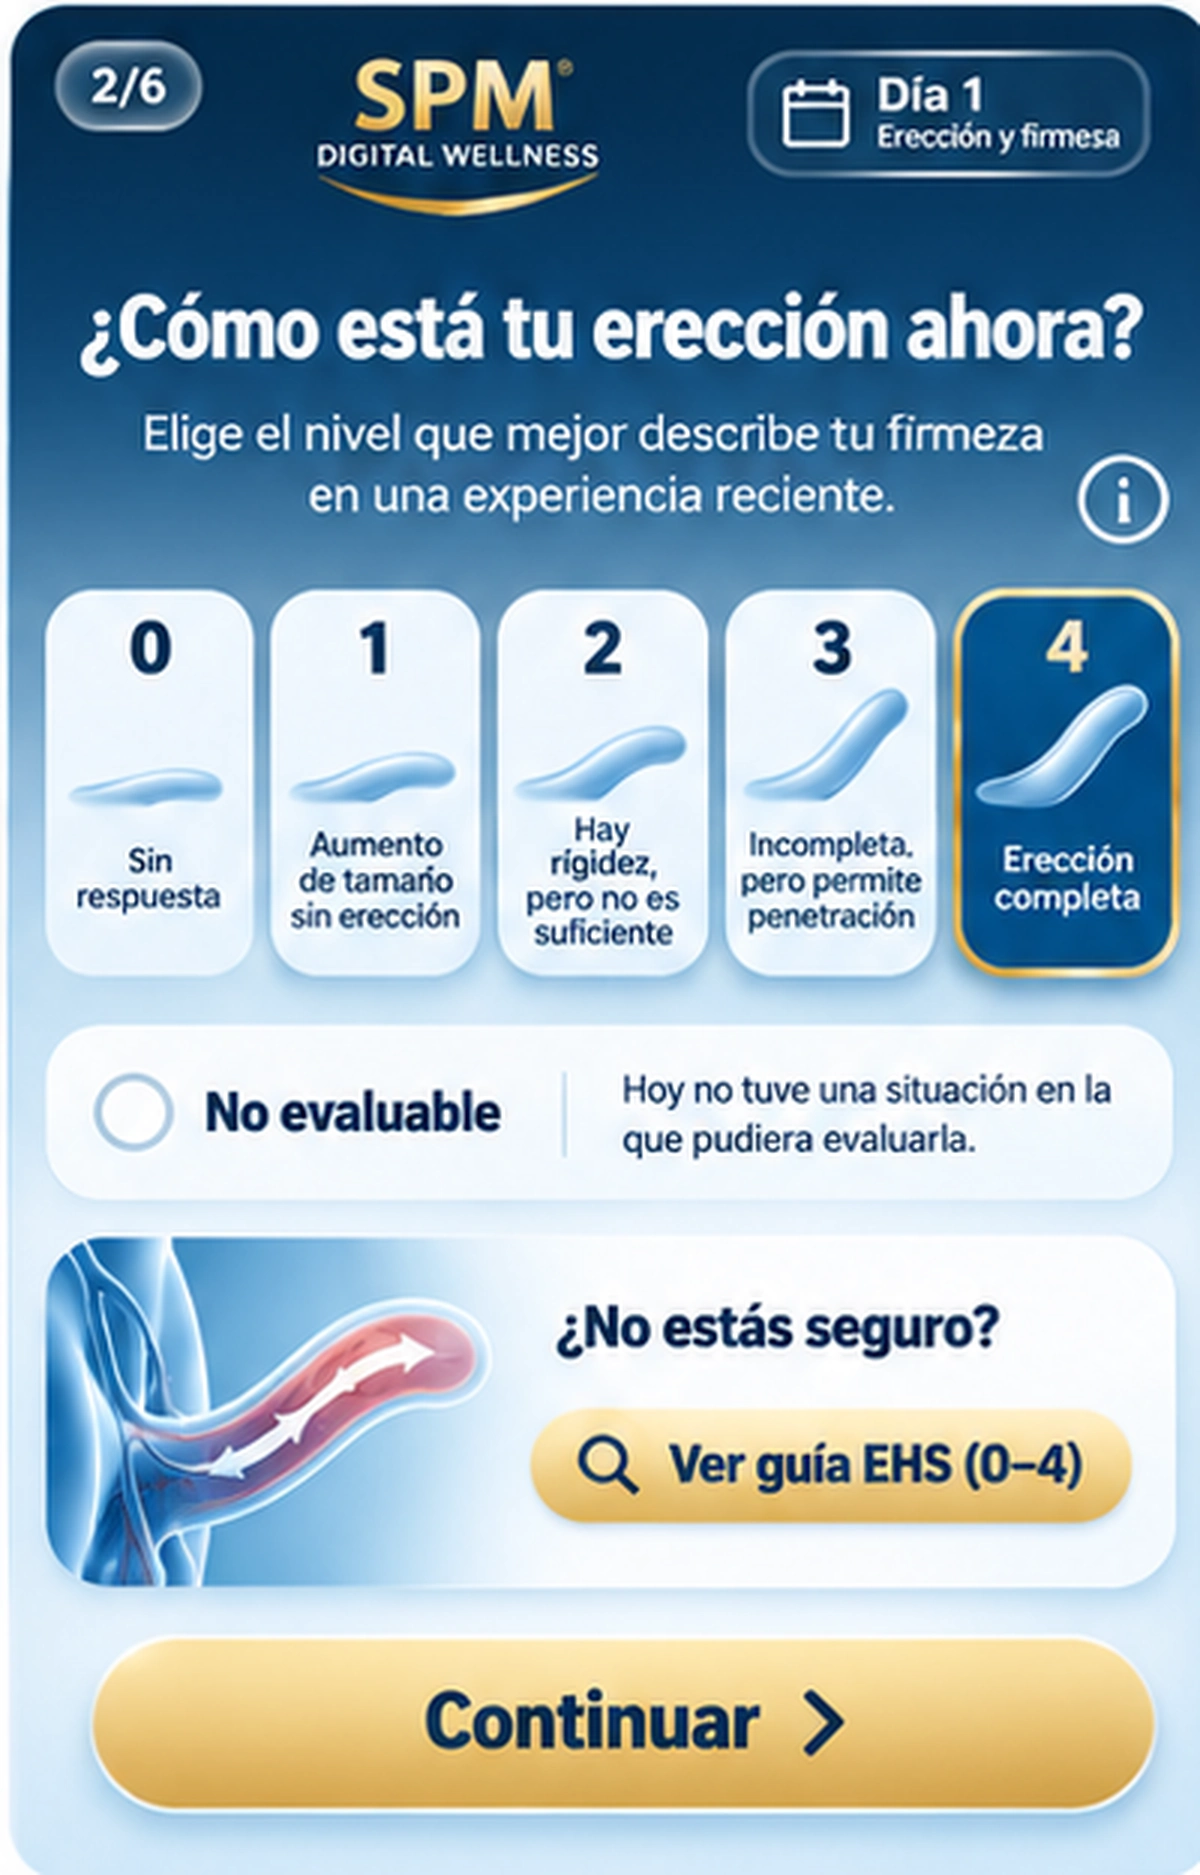 2/6
SPM®
DIGITAL WELLNESS
Día 1
Erección y firmesa
¿Cómo está tu erección ahora?
Elige el nivel que mejor describe tu firmeza
en una experiencia reciente.
i
0
Sin
respuesta
1
Aumento
de tamaño
sin erección
2
Hay
rígidez,
pero no es
suficiente
3
Incompleta.
pero permite
penetración
4
Erección
completa
No evaluable
Hoy no tuve una situación en la
que pudiera evaluarla.
¿No estás seguro?
Ver guía EHS (0–4)
Continuar >